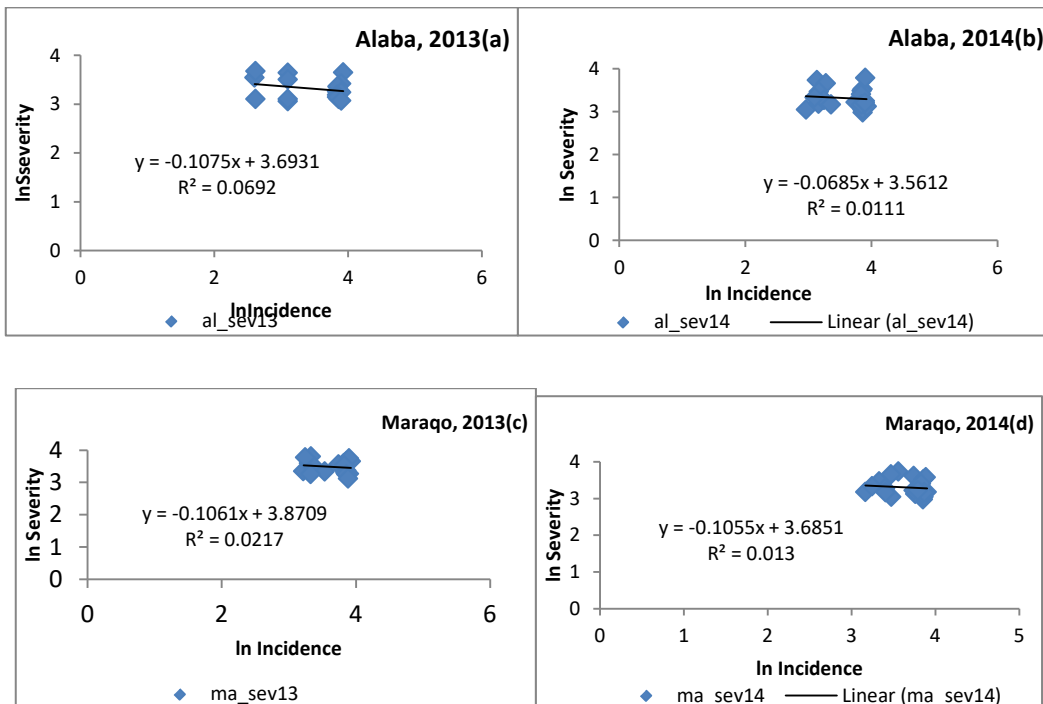 Alaba, 2013(a)
4
3
2
1
0
lnSseverity
y = -0.1075x + 3.6931
R² = 0.0692
0 2 4 6
lnIncidence
al_sev13
Alaba, 2014(b)
4
3
2
1
0
ln Severity
y = -0.0685x + 3.5612
R² = 0.0111
0 2 4 6
ln Incidence
al_sev14 Linear (al_sev14)
Maraqo, 2013(c)
4
3
2
1
0
ln Severity
y = -0.1061x + 3.8709
R² = 0.0217
0 2 4 6
ln Incidence
ma_sev13
Maraqo, 2014(d)
4
3
2
1
0
ln Severity
y = -0.1055x + 3.6851
R² = 0.013
0 1 2 3 4 5
ln Incidence
ma_sev14 Linear (ma_sev14)